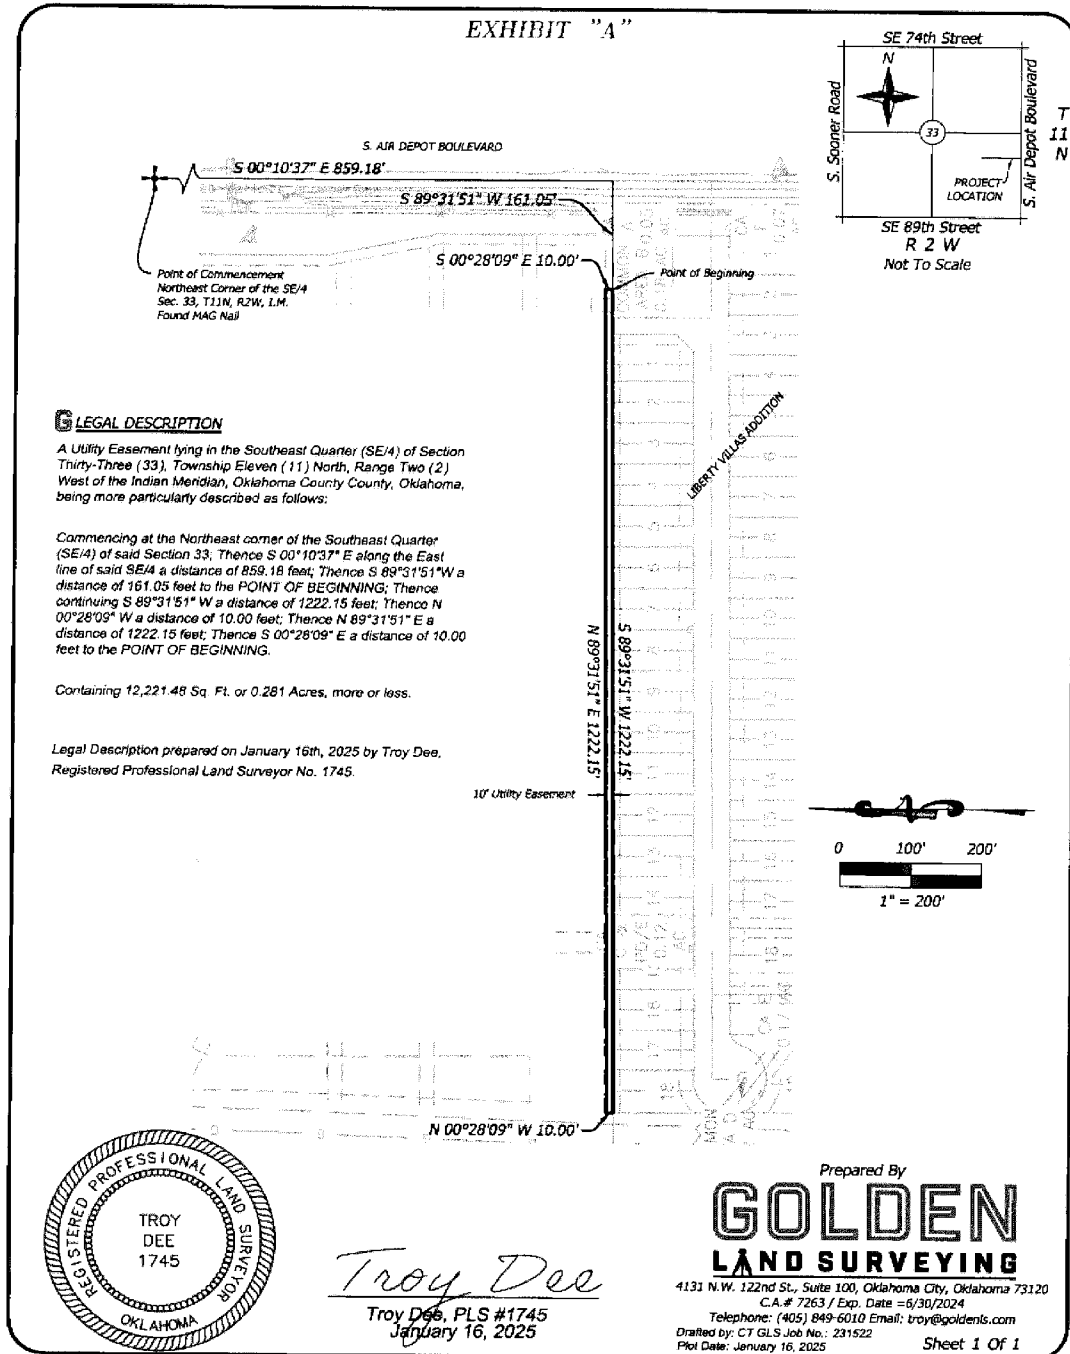 EXHIBIT "A"
SE 74th Street
N
S. Sooner Road
33
S. Air Depot Boulevard
T
11
N
PROJECT
LOCATION
SE 89th Street
R 2 W
Not To Scale
S. AIR DEPOT BOULEVARD
S 00°10'37" E 859.18'
S 89°31'51" W 161.05'
S 00°28'09" E 10.00'
Point of Beginning
Point of Commencement
Northeast Corner of the SE/4
Sec. 33, T11N, R2W, I.M.
Found MAG Nail
LIBERTY VILLAS ADDITION
G LEGAL DESCRIPTION
A Utility Easement lying in the Southeast Quarter (SE/4) of Section
Thirty-Three (33), Township Eleven (11) North, Range Two (2)
West of the Indian Meridian, Oklahoma County County, Oklahoma,
being more particularly described as follows:
Commencing at the Northeast corner of the Southeast Quarter
(SE/4) of said Section 33; Thence S 00°10'37" E along the East
line of said SE/4 a distance of 859.18 feet; Thence S 89°31'51"W a
distance of 161.05 feet to the POINT OF BEGINNING; Thence
continuing S 89°31'51" W a distance of 1222.15 feet; Thence N
00°28'09" W a distance of 10.00 feet; Thence N 89°31'51" E a
distance of 1222.15 feet; Thence S 00°28'09" E a distance of 10.00
feet to the POINT OF BEGINNING.
Containing 12,221.48 Sq. Ft. or 0.281 Acres, more or less.
Legal Description prepared on January 16th, 2025 by Troy Dee,
Registered Professional Land Surveyor No. 1745.
N 89°31'51" E 1222.15'
S 89°31'51" W 1222.15'
10' Utility Easement
0 100' 200'
1" = 200'
N 00°28'09" W 10.00'
REGISTERED PROFESSIONAL LAND SURVEYOR
TROY
DEE
1745
OKLAHOMA
Troy Dee
Troy Dee, PLS #1745
January 16, 2025
Prepared By
GOLDEN
LAND SURVEYING
4131 N.W. 122nd St., Suite 100, Oklahoma City, Oklahoma 73120
C.A.# 7263 / Exp. Date =6/30/2024
Telephone: (405) 849-6010 Email: troy@goldenls.com
Drafted by: CT GLS Job No.: 231522
Plot Date: January 16, 2025
Sheet 1 Of 1